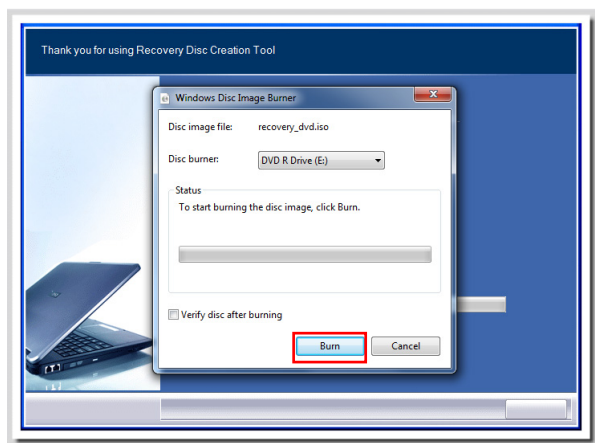 Thank you for using Recovery Disc Creation Tool
Windows Disc Image Burner
Disc image file: recovery_dvd.iso
Disc burner: DVD R Drive (E:)
Status
To start burning the disc image, click Burn.
Verify disc after burning
Burn Cancel